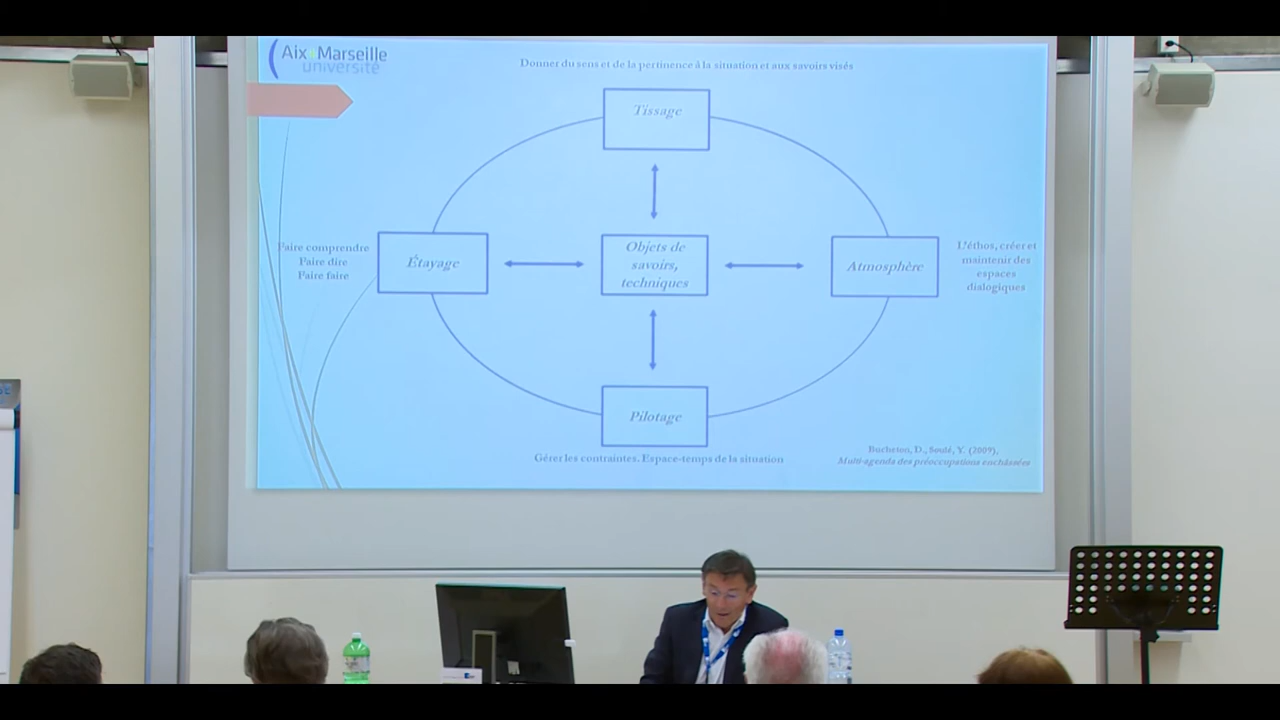 Aix Marseille
université
Donner du sens et de la pertinence à la situation et aux savoirs visés
Tissage
Faire comprendre
Faire dire
Faire faire
Étayage
Objets de
savoirs,
techniques
Atmosphère
L'éthos, créer et
maintenir des
espaces
dialogiques
Pilotage
Gérer les contraintes. Espace-temps de la situation
Bucheton, D., Soulé, Y. (2009),
Multi-agenda des préoccupations enchâssées